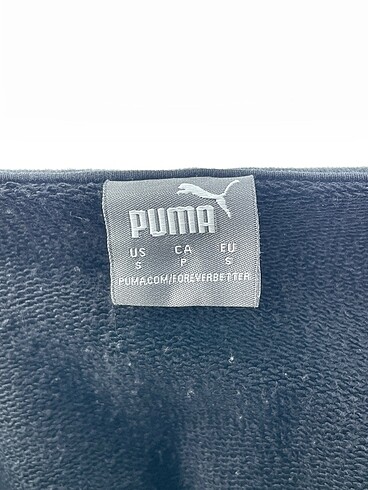 PUMA
US CA EU
S P S
PUMA.COM/FOREVERBETTER